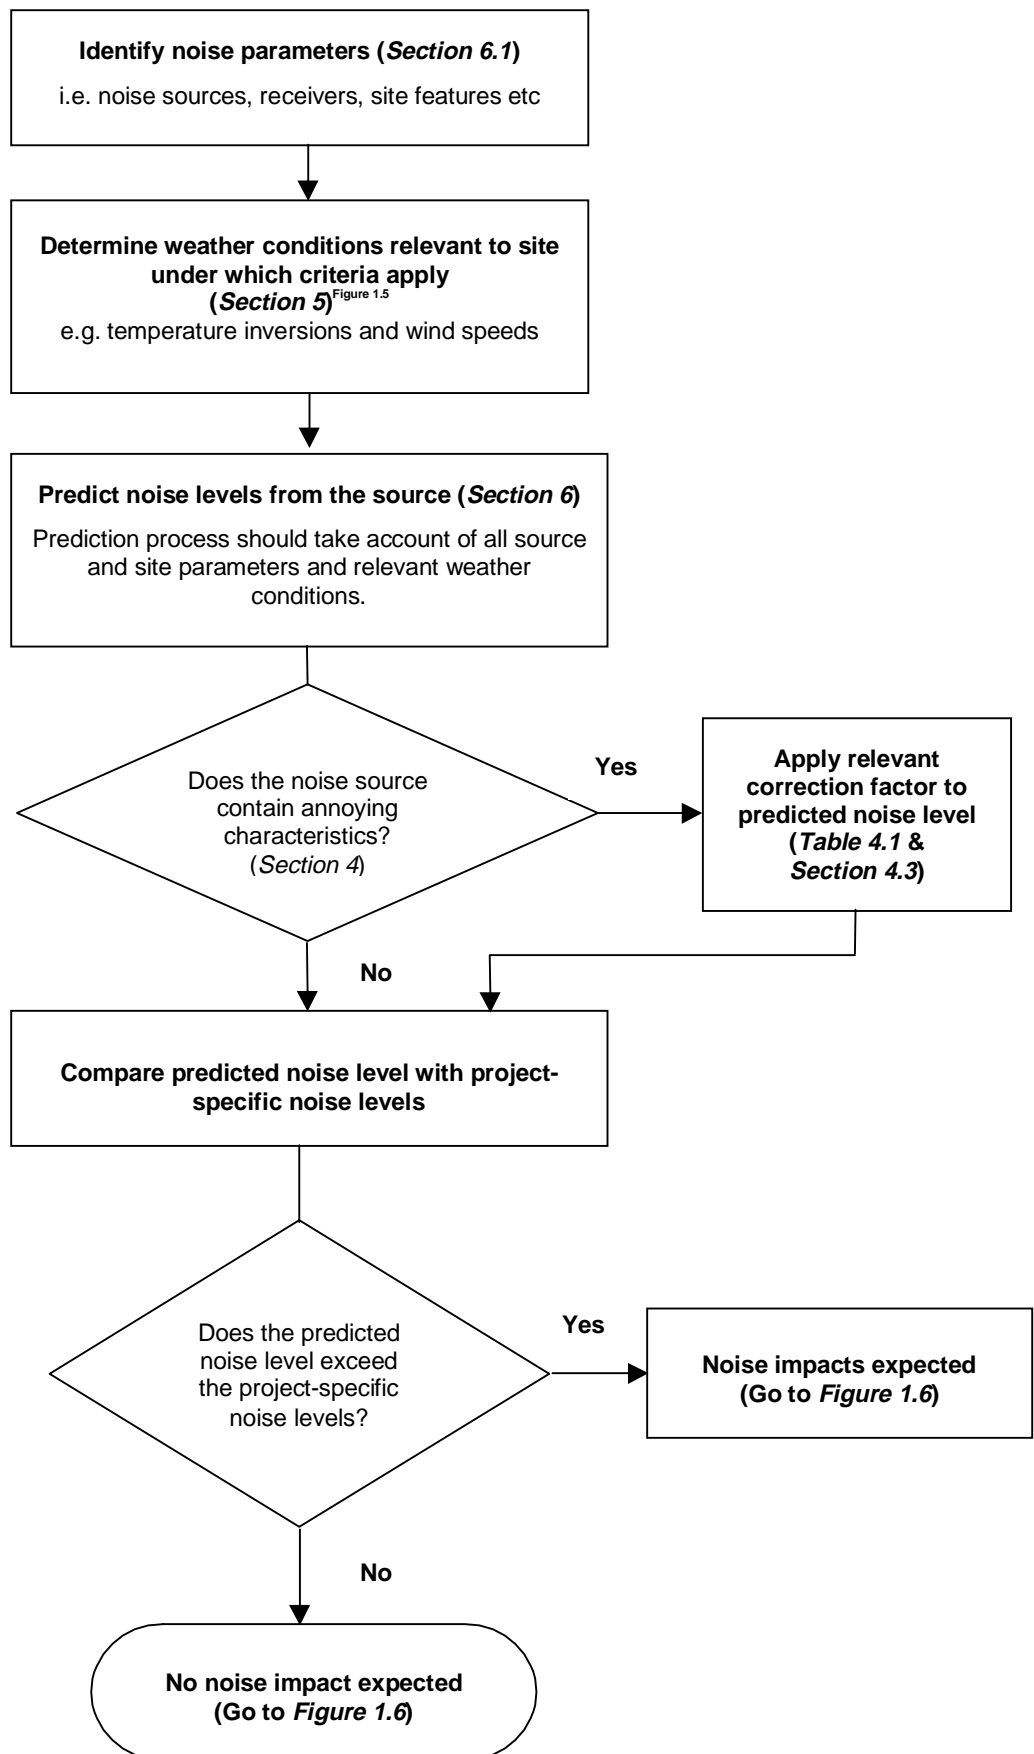 Identify noise parameters (Section 6.1)
i.e. noise sources, receivers, site features etc
Determine weather conditions relevant to site
under which criteria apply
(Section 5)Figure 1.5
e.g. temperature inversions and wind speeds
Predict noise levels from the source (Section 6)
Prediction process should take account of all source
and site parameters and relevant weather
conditions.
Does the noise source
contain annoying
characteristics?
(Section 4)
Yes
Apply relevant
correction factor to
predicted noise level
(Table 4.1 &
Section 4.3)
No
Compare predicted noise level with project-
specific noise levels
Does the predicted
noise level exceed
the project-specific
noise levels?
Yes
Noise impacts expected
(Go to Figure 1.6)
No
No noise impact expected
(Go to Figure 1.6)